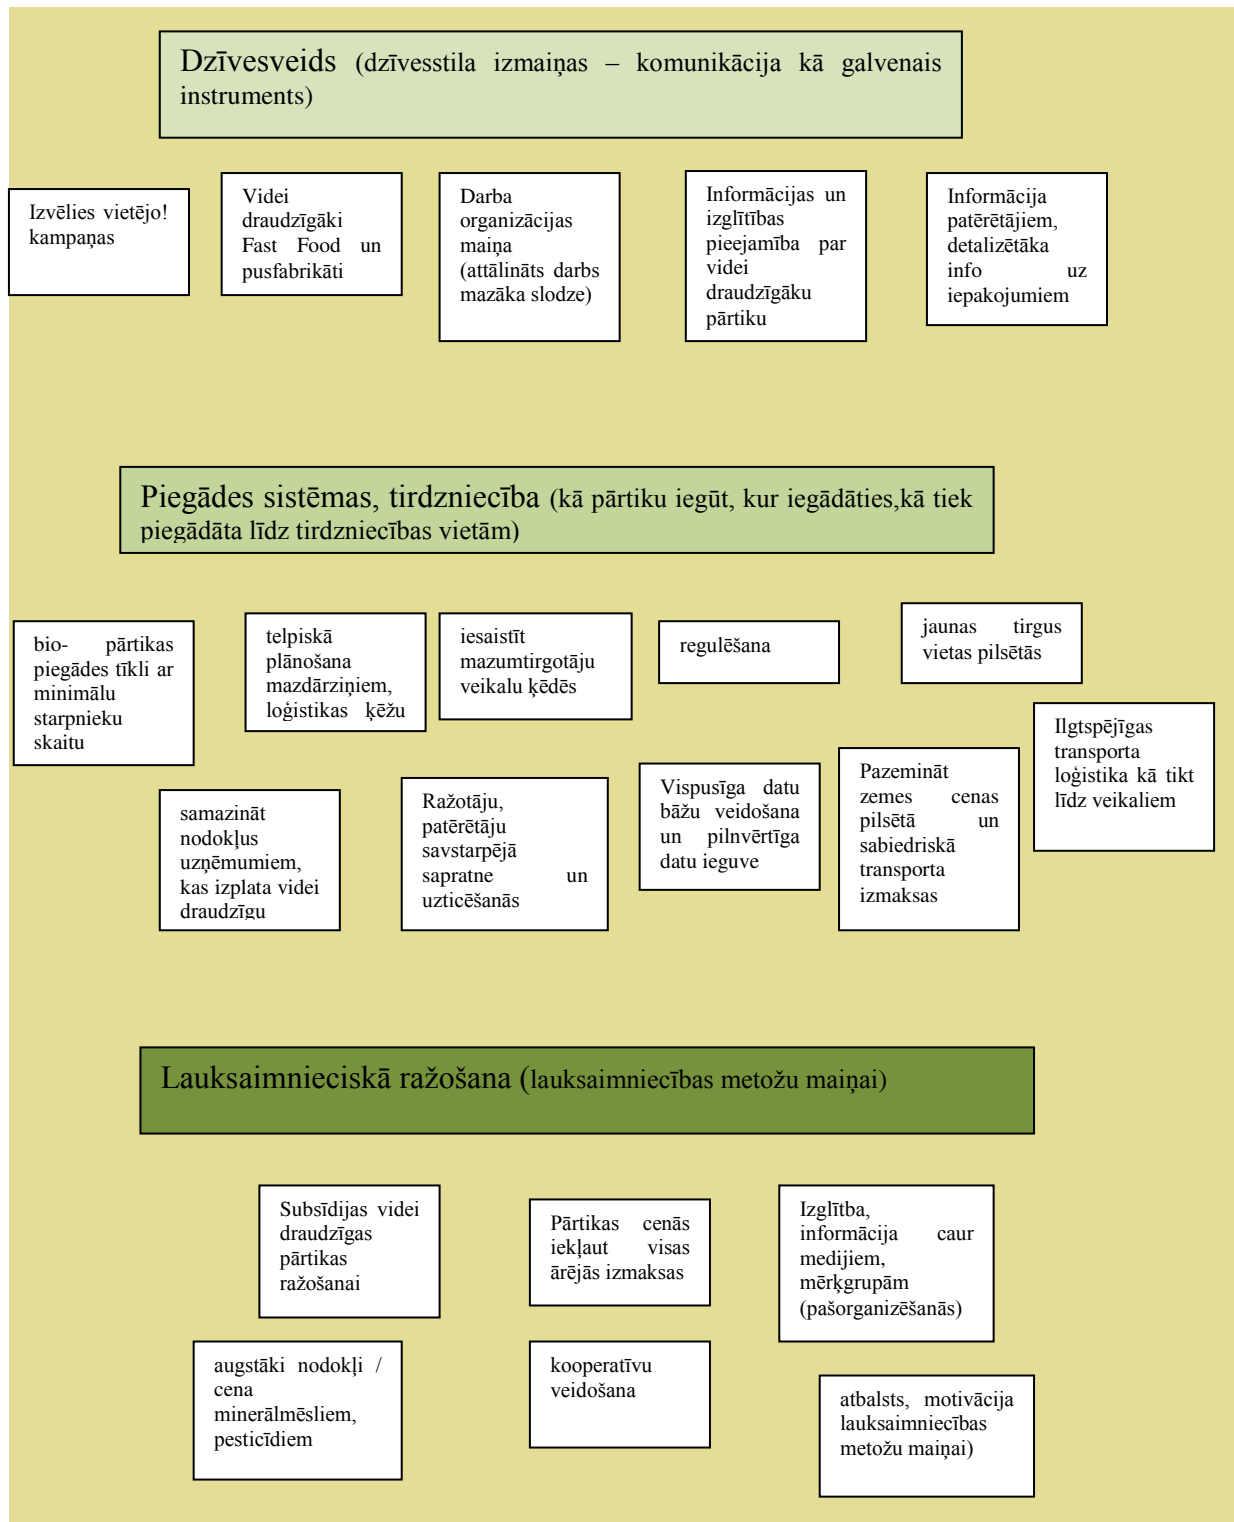 Dzīvesveids (dzīvesstila izmaiņas – komunikācija kā galvenais
instruments)
Izvēlies vietējo!
kampaņas
Videi
draudzīgāki
Fast Food un
pusfabrikāti
Darba
organizācijas
maiņa
(attālināts darbs
mazāka slodze)
Informācijas un
izglītības
pieejamība par
videi
draudzīgāku
pārtiku
Informācija
patērētājiem,
detalizētāka
info uz
iepakojumiem
Piegādes sistēmas, tirdzniecība (kā pārtiku iegūt, kur iegādāties,kā tiek
piegādāta līdz tirdzniecības vietām)
bio- pārtikas
piegādes tīkli ar
minimālu
starpnieku
skaitu
telpiskā
plānošana
mazdārziņiem,
loģistikas ķēžu
iesaistīt
mazumtirgotāju
veikalu ķēdēs
regulēšana
jaunas tirgus
vietas pilsētās
Ilgtspējīgas
transporta
loģistika kā tikt
līdz veikaliem
samazināt
nodokļus
uzņēmumiem,
kas izplata videi
draudzīgu
Ražotāju,
patērētāju
savstarpējā
sapratne un
uzticēšanās
Vispusīga datu
bāžu veidošana
un pilnvērtīga
datu ieguve
Pazemināt
zemes cenas
pilsētā un
sabiedriskā
transporta
izmaksas
Lauksaimnieciskā ražošana (lauksaimniecības metožu maiņai)
Subsīdijas videi
draudzīgas
pārtikas
ražošanai
Pārtikas cenās
iekļaut visas
ārējās izmaksas
Izglītba,
informācija caur
medijiem,
mērķgrupām
(pašorganizēšanās)
augstāki nodokļi /
cena
minerālmēsliem,
pesticīdiem
kooperatīvu
veidošana
atbalsts, motivācija
lauksaimniecības
metožu maiņai)